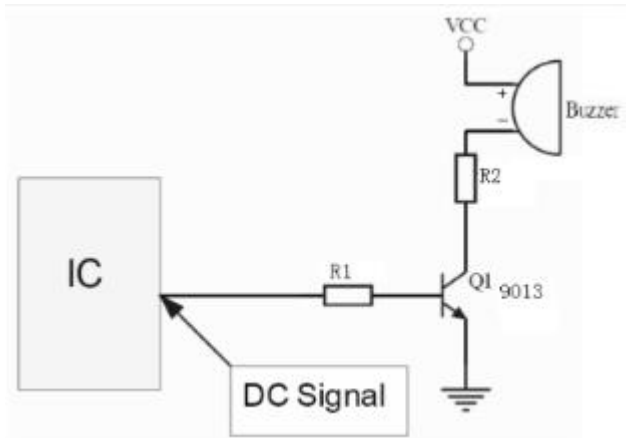 VCC
+
Buzzer
−
R2
IC
R1
Q1 9013
DC Signal